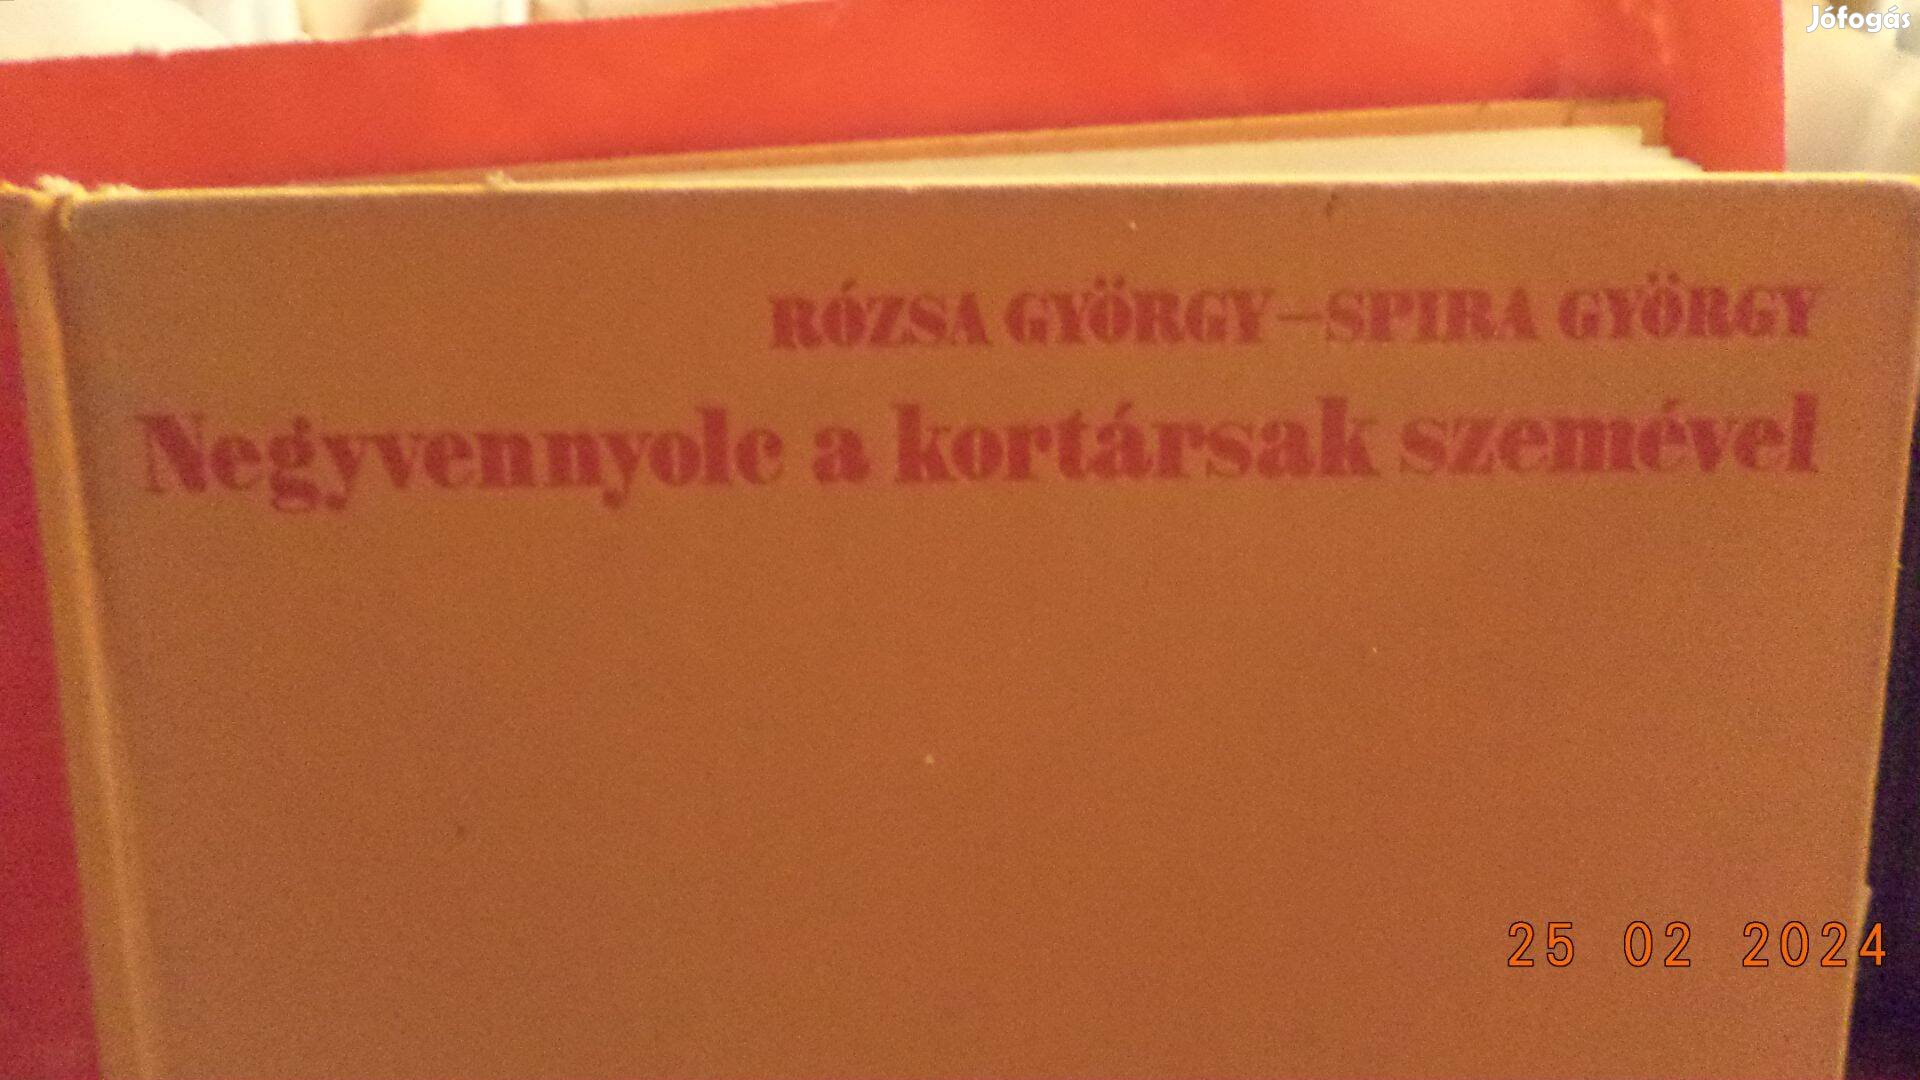 Jófogás
RÓZSA GYÖRGY—SPIRA GYÖRGY
Negyvennyolc a kortársak szemével
25 02 2024